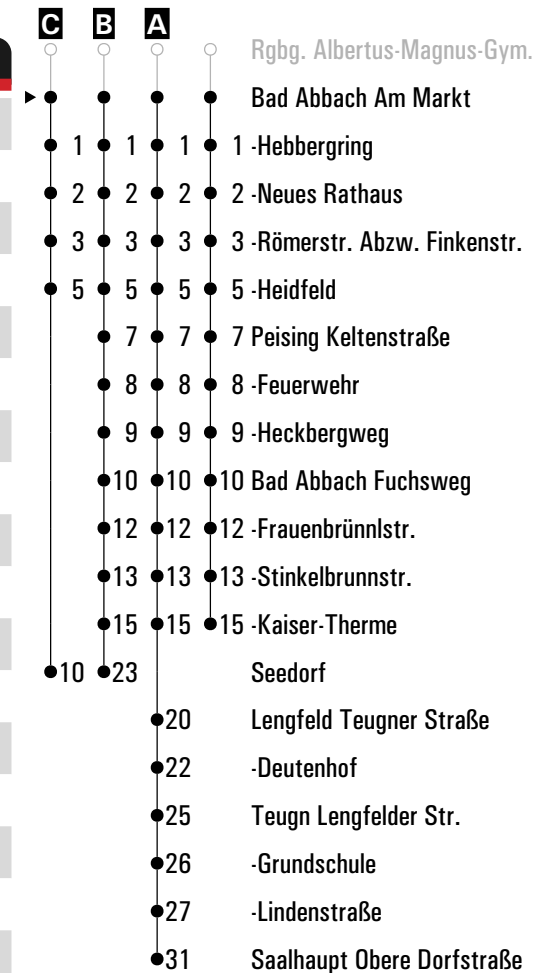 C B A
Rgbg. Albertus-Magnus-Gym.
Bad Abbach Am Markt
1 1 1 1 -Hebbergring
2 2 2 2 -Neues Rathaus
3 3 3 3 -Römerstr. Abzw. Finkenstr.
5 5 5 5 -Heidfeld
7 7 7 Peising Keltenstraße
8 8 8 -Feuerwehr
9 9 9 -Heckbergweg
10 10 10 Bad Abbach Fuchsweg
12 12 12 -Frauenbrünnlstr.
13 13 13 -Stinkelbrunnstr.
15 15 15 -Kaiser-Therme
10 23 Seedorf
20 Lengfeld Teugner Straße
22 -Deutenhof
25 Teugn Lengfelder Str.
26 -Grundschule
27 -Lindenstraße
31 Saalhaupt Obere Dorfstraße